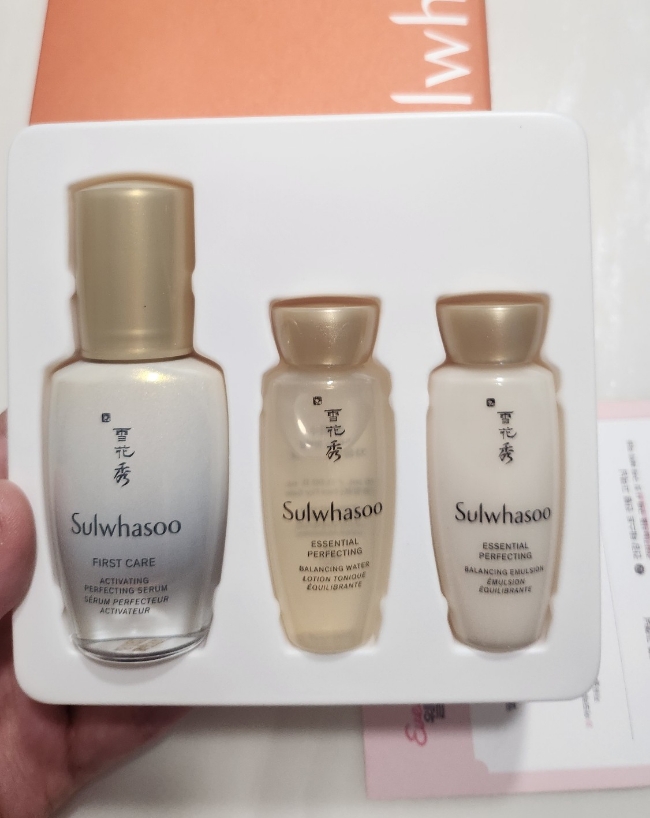 lwh
雪花秀
Sulwhasoo
FIRST CARE
ACTIVATING
PERFECTING SERUM
SÉRUM PERFECTEUR
ACTIVATEUR
雪花秀
Sulwhasoo
ESSENTIAL
PERFECTING
BALANCING WATER
LOTION TONIQUE
ÉQUILIBRANTE
雪花秀
Sulwhasoo
ESSENTIAL
PERFECTING
BALANCING EMULSION
ÉMULSION
ÉQUILIBRANTE